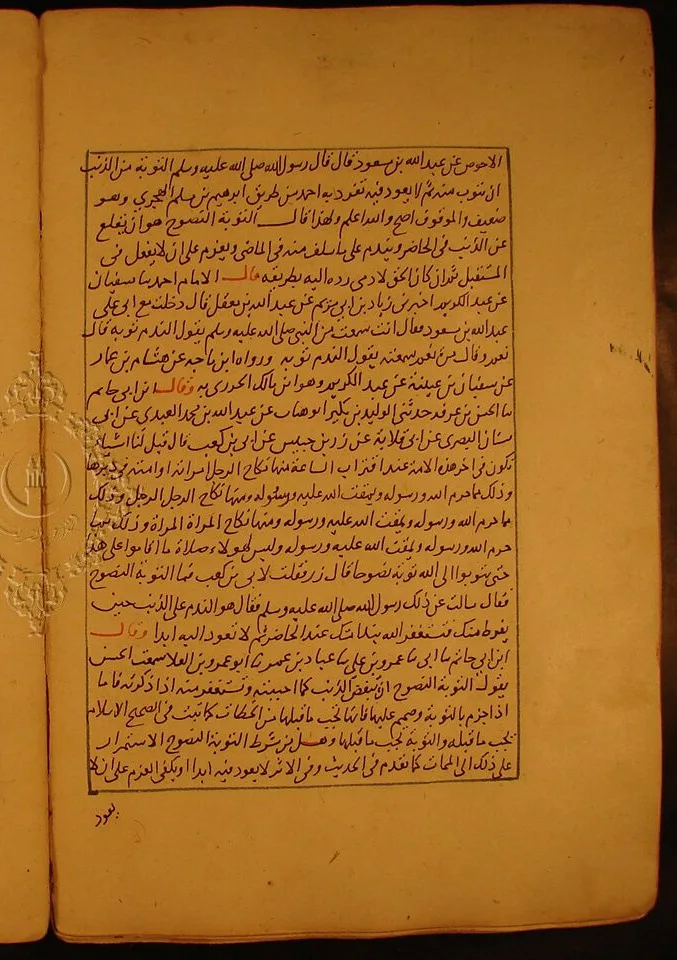 الاحوص عن عبد الله بن مسعود قال قال رسول الله صلى الله عليه وسلم التوبة من الذنب
ان يتوب منه ثم لا يعود فيه تفرد به احمد من طريق ابرهيم بن مسلم الهجري وهو
ضعيف والموقوف اصح والله اعلم ولهذا قال التوبة النصوح هو ان يقلع
عن الذنب في الحاضر ويندم على ما سلف منه في الماضي ويعزم على ان لا يفعل في
المستقبل ثم ان كان الحق لادمي رده اليه بطريقه قال الامام احمد بنا سفيان
عن عبد الكريم اخبرني زياد بن ابي مريم عن عبد الله بن معقل قال دخلت مع ابي على
عبد الله بن مسعود فقال انت سمعت من النبي صلى الله عليه وسلم يقول الندم توبة قال
نعم وقال مرة نعم سمعته يقول الندم توبه ورواه ابن ماجه عن هشام بن عمار
عن سفيان بن عيينة عن عبد الكريم وهو ابن مالك الجزري به وقال ابن ابي حاتم
بنا الحسن بن عرفه حدثني الوليد بن بكير ابو هناب عن عبد الله بن محمد العبدي عن ابي
سنان البصري عن ابي قلابة عن زر بن حبيس عن ابي بن كعب قال قيل لنا اشياء
تكون في اخر هذه الامة عند اقتراب الساعة منها نكاح الرجل امراته او امته في دبرها
وذلك مما حرم الله ورسوله ويمقت الله عليه ورسوله ومنها نكاح الرجل الرجل وذلك
مما حرم الله ورسوله ويمقت الله عليه ورسوله ومنها نكاح المراة المراة وذلك مما
حرم الله ورسوله ويمقت الله عليه ورسوله وليس لهولاء صلاة ما اقاموا على هذا
حتى يتوبوا الى الله توبة نصوحا قال زر فقلت لابي بن كعب فما التوبة النصوح
فقال سالت عن ذلك رسول الله صلى الله عليه وسلم فقال هو الندم على الذنب حين
يفرط منك فتستغفر الله بندامتك عند الحاضر ثم لا تعود اليه ابدا وقال
ابن ابي حاتم بنا ابي بنا عمرو بن علي بنا عباد بن عمرو بنا ابو عمرو بن العلا سمعت الحسن
يقول التوبة النصوح ان تبغض الذنب كما احببته وتستغفر منه اذا ذكرته فاما
اذا جزم بالتوبة وصمم عليها فانها تجب ما قبلها من الخطات كما ثبت في الصحيح الاسلام
يجب ما قبله والتوبة تجب ما قبلها وهل من شرط التوبة النصوح الاستمرار
على ذلك الى الممات كما تقدم في الحديث وفي الاثر لا يعود فيه ابدا او يكفي العزم على ان لا
يعود